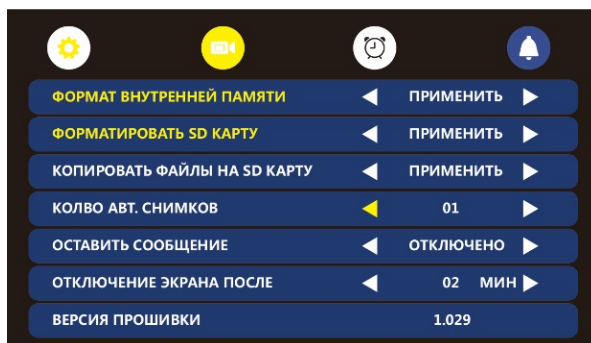 ФОРМАТ ВНУТРЕННЕЙ ПАМЯТИ ПРИМЕНИТЬ
ФОРМАТИРОВАТЬ SD КАРТУ ПРИМЕНИТЬ
КОПИРОВАТЬ ФАЙЛЫ НА SD КАРТУ ПРИМЕНИТЬ
КОЛВО АВТ. СНИМКОВ 01
ОСТАВИТЬ СООБЩЕНИЕ ОТКЛЮЧЕНО
ОТКЛЮЧЕНИЕ ЭКРАНА ПОСЛЕ 02 МИН
ВЕРСИЯ ПРОШИВКИ 1.029